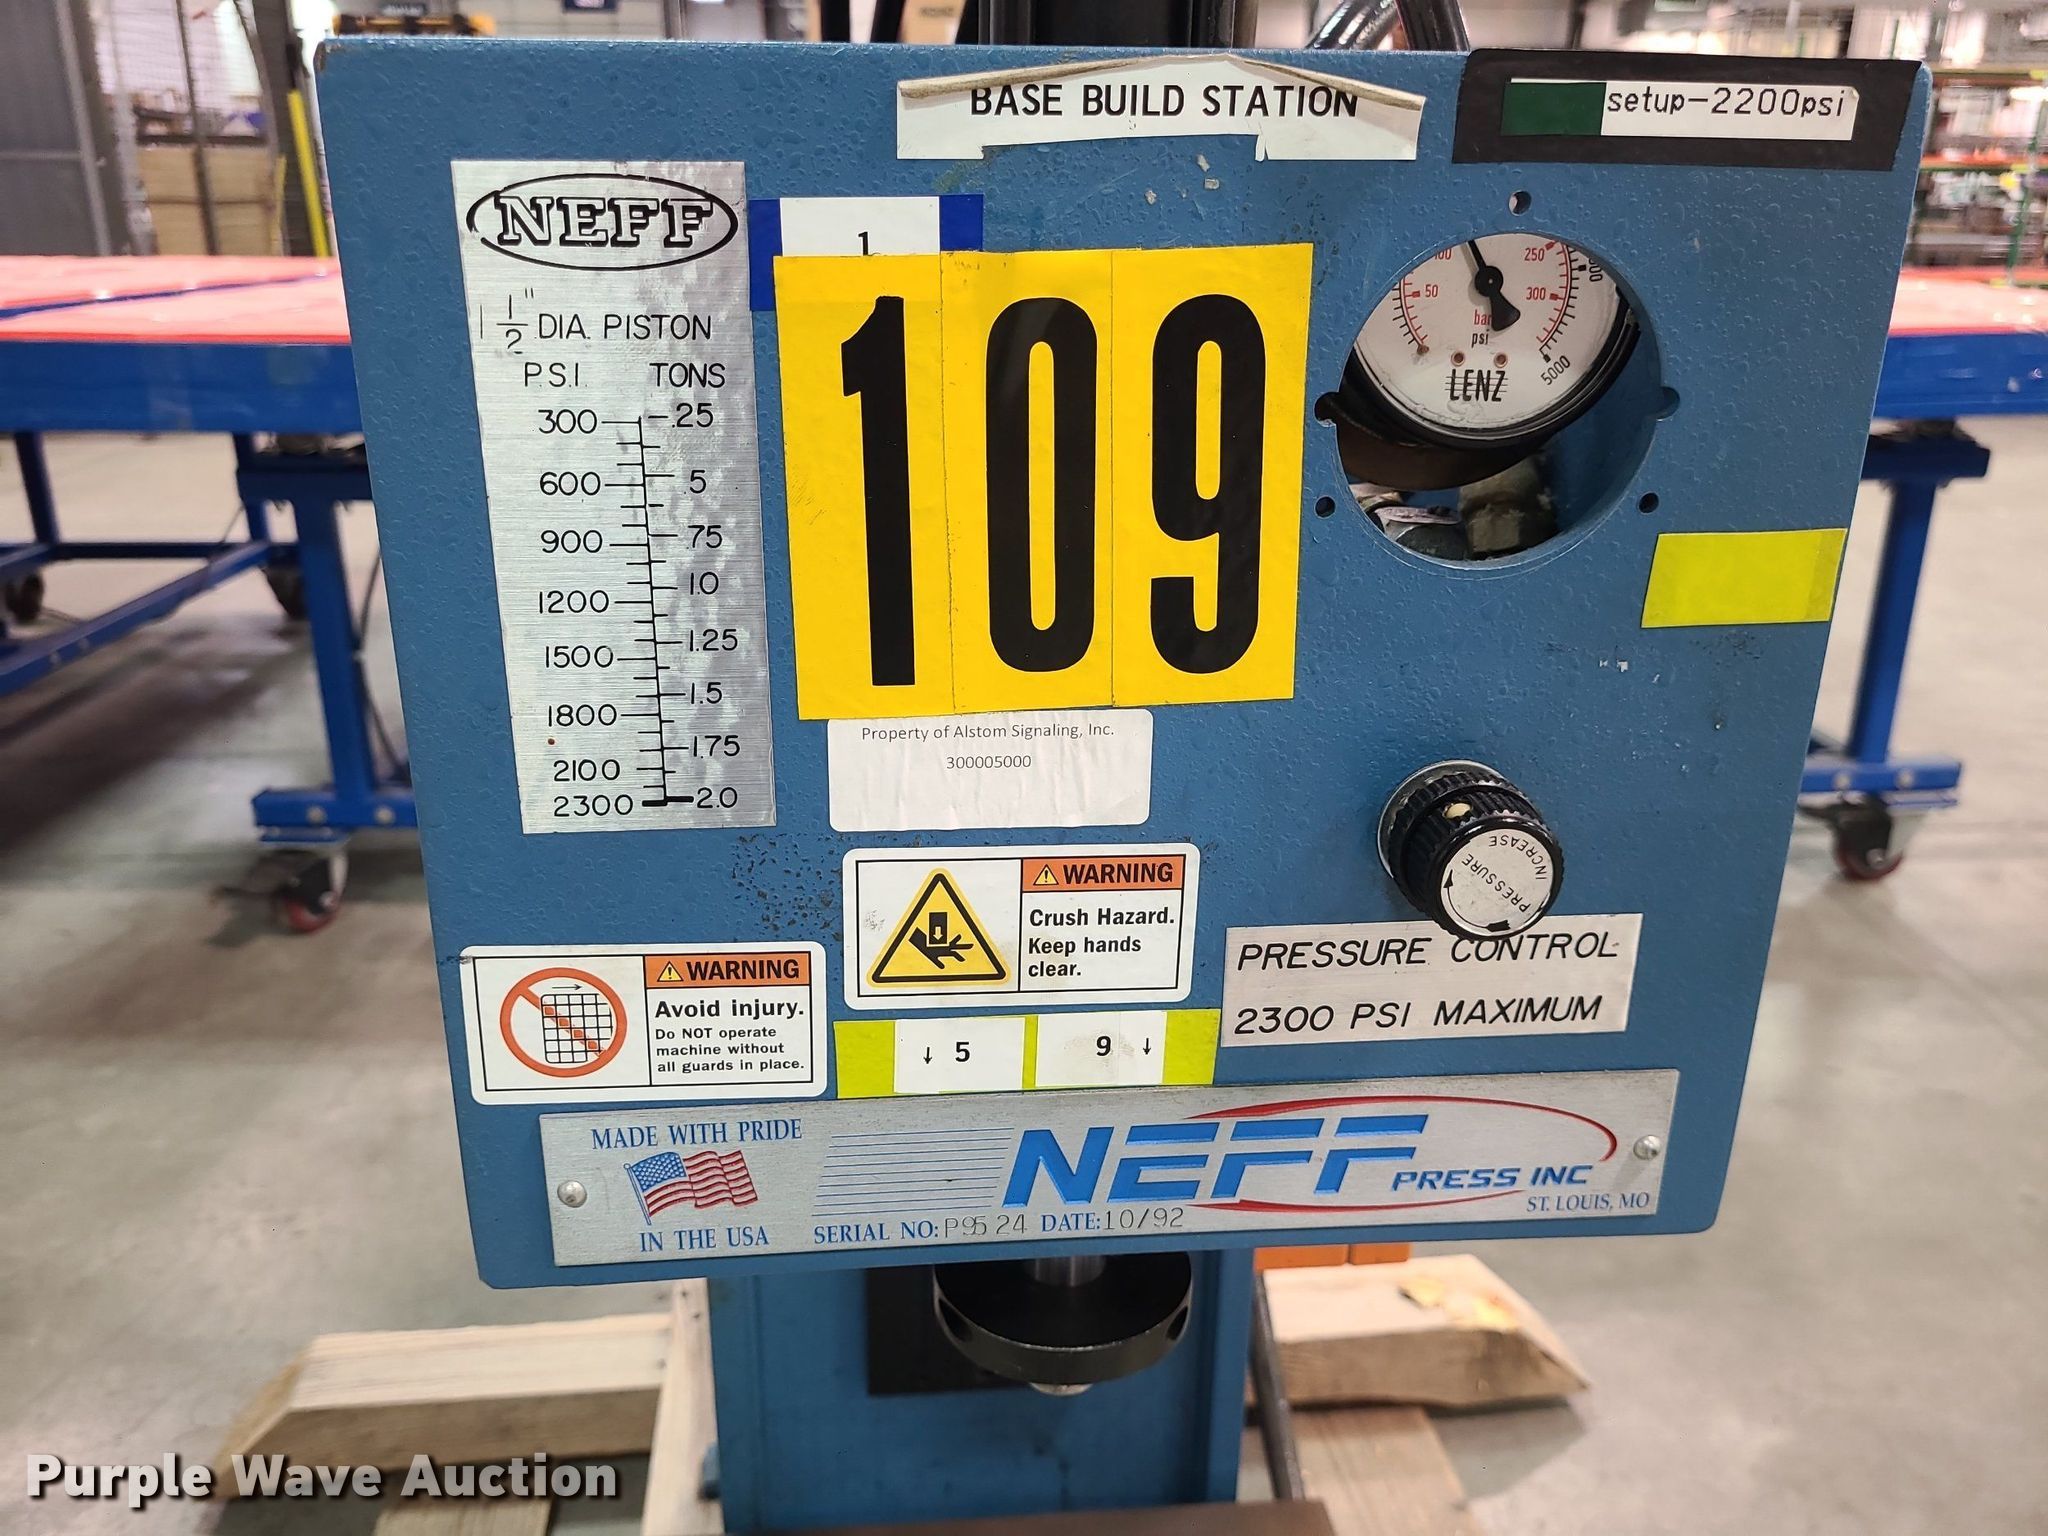 BASE BUILD STATION
setup-2200psi
NEFF
1 1/2" DIA. PISTON
P.S.I. TONS
300 .25
600 .5
900 .75
1200 1.0
1500 1.25
1800 1.5
2100 1.75
2300 2.0
1
109
100
250
50
300
bar
psi
5000
LENZ
Property of Alstom Signaling, Inc.
300005000
PRESSURE
INCREASE
PRESSURE CONTROL
2300 PSI MAXIMUM
WARNING
Crush Hazard.
Keep hands
clear.
WARNING
Avoid injury.
Do NOT operate
machine without
all guards in place.
↓ 5
9 ↓
MADE WITH PRIDE
IN THE USA
NEFF
PRESS INC
ST. LOUIS, MO
SERIAL NO: P9524 DATE: 10/92
Purple Wave Auction